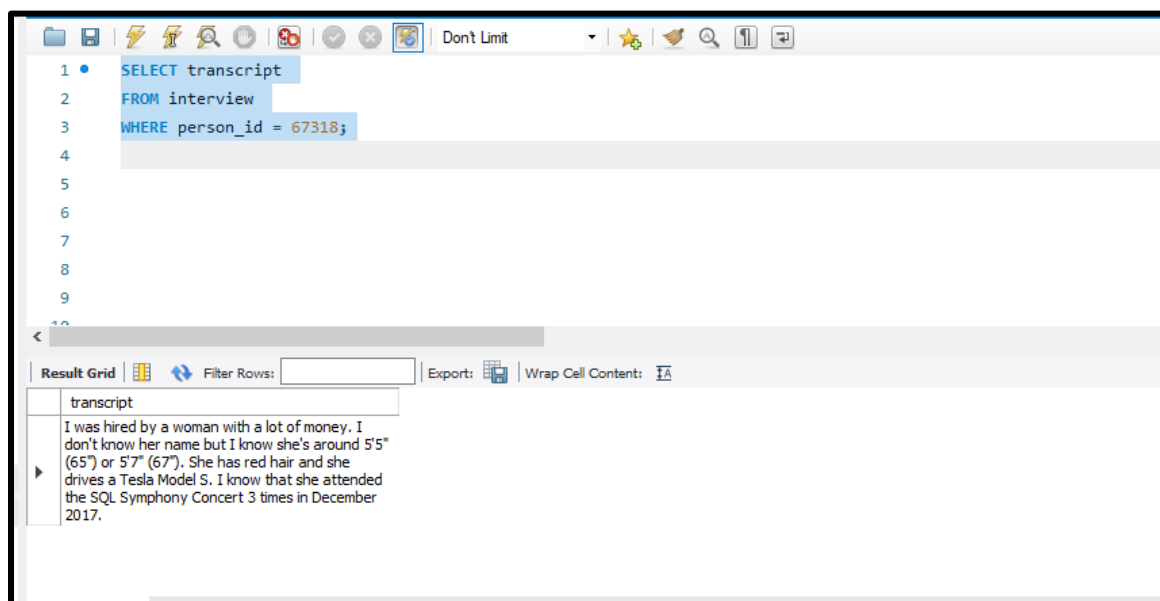 Don't Limit
1 SELECT transcript
2 FROM interview
3 WHERE person_id = 67318;
4
5
6
7
8
9
10
Result Grid Filter Rows: Export: Wrap Cell Content:
transcript
I was hired by a woman with a lot of money. I
don't know her name but I know she's around 5'5"
(65") or 5'7" (67"). She has red hair and she
drives a Tesla Model S. I know that she attended
the SQL Symphony Concert 3 times in December
2017.